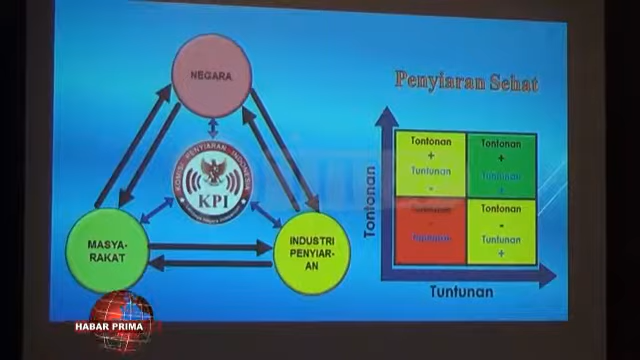 NEGARA
Penyiaran Sehat
KOMISI PENYIARAN INDONESIA
KPI
MASYA-
RAKAT
INDUSTRI
PENYIAR-
AN
Tontonan
Tontonan
+
Tuntunan
-
Tontonan
+
Tuntunan
+
Tontonan
-
Tuntunan
+
Tuntunan
HABAR PRIMA